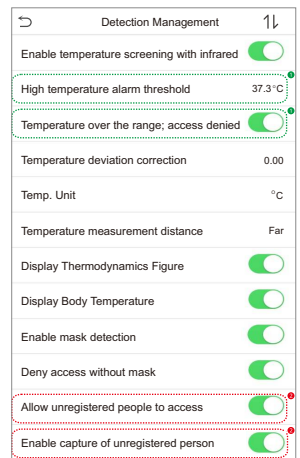 Detection Management
Enable temperature screening with infrared
High temperature alarm threshold 37.3°C
Temperature over the range; access denied
Temperature deviation correction 0.00
Temp. Unit °C
Temperature measurement distance Far
Display Thermodynamics Figure
Display Body Temperature
Enable mask detection
Deny access without mask
Allow unregistered people to access
Enable capture of unregistered person